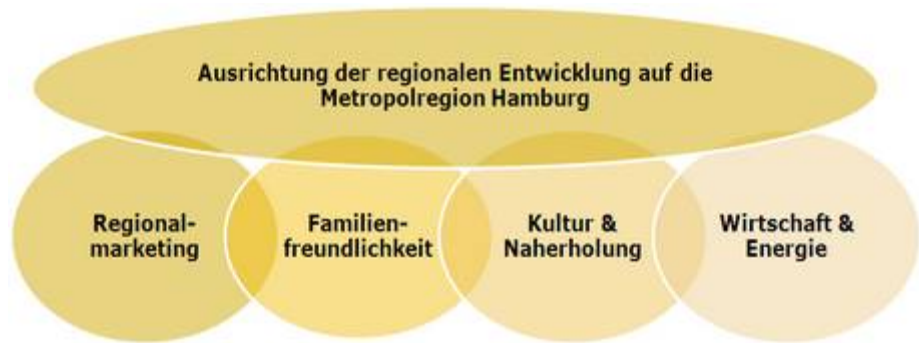 Ausrichtung der regionalen Entwicklung auf die
Metropolregion Hamburg
Regional-
marketing
Familien-
freundlichkeit
Kultur &
Naherholung
Wirtschaft &
Energie